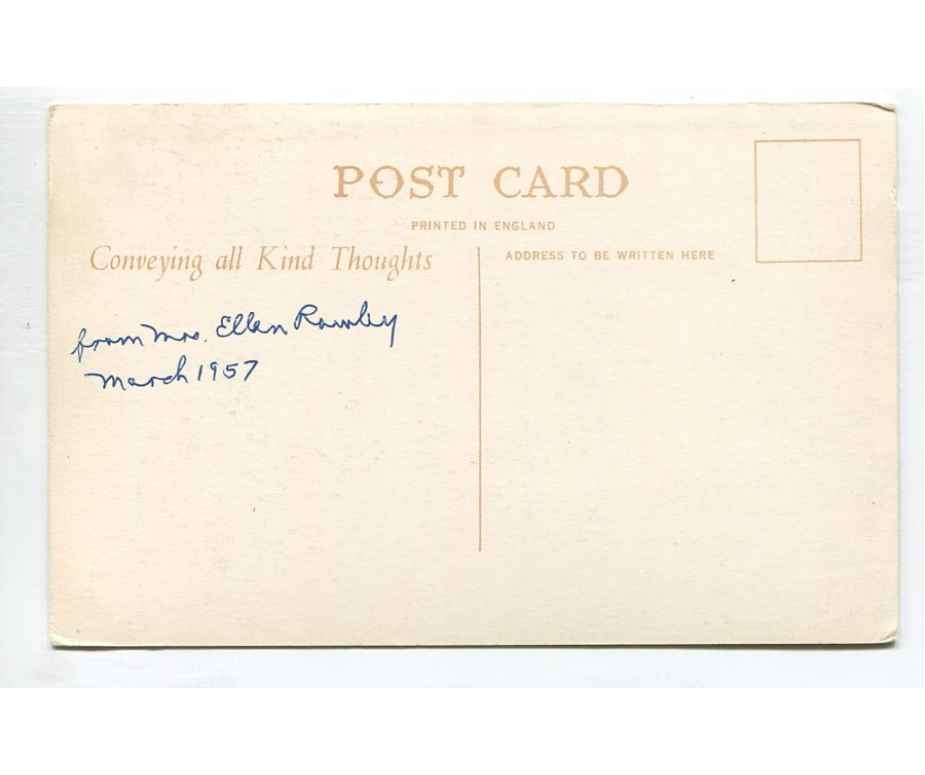 POST CARD
PRINTED IN ENGLAND
Conveying all Kind Thoughts
ADDRESS TO BE WRITTEN HERE
from Mrs. Ellen Rowley
March 1957